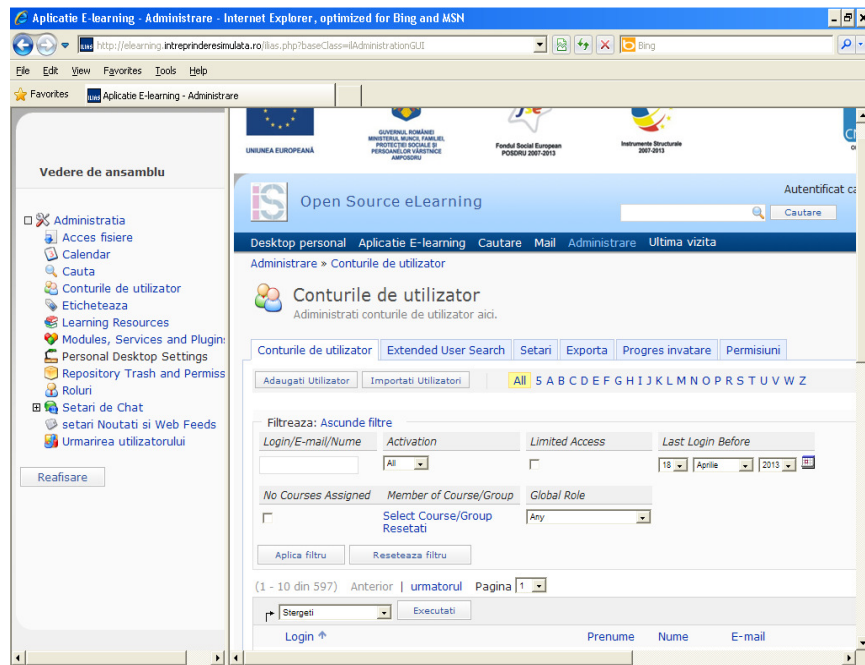 Aplicatie E-learning - Administrare - Internet Explorer, optimized for Bing and MSN
http://elearning.intreprinderesimulata.ro/ilias.php?baseClass=ilAdministrationGUI
Bing
File Edit View Favorites Tools Help
Favorites Aplicatie E-learning - Administrare
UNIUNEA EUROPEANĂ
GUVERNUL ROMÂNIEI
MINISTERUL MUNCII, FAMILIEI,
PROTECŢIEI SOCIALE ŞI
PERSOANELOR VÂRSTNICE
AMPOSDRU
Fondul Social European
POSDRU 2007-2013
Instrumente Structurale
2007-2013
Vedere de ansamblu
Administratia
Acces fisiere
Calendar
Cauta
Conturile de utilizator
Eticheteaza
Learning Resources
Modules, Services and Plugin
Personal Desktop Settings
Repository Trash and Permiss
Roluri
Setari de Chat
setari Noutati si Web Feeds
Urmarirea utilizatorului
Reafisare
iS Open Source eLearning
Autentificat ca
Cautare
Desktop personal Aplicatie E-learning Cautare Mail Administrare Ultima vizita
Administrare » Conturile de utilizator
Conturile de utilizator
Administrati conturile de utilizator aici.
Conturile de utilizator Extended User Search Setari Exporta Progres invatare Permisiuni
Adaugati Utilizator Importati Utilizatori All 5 A B C D E F G H I J K L M N O P R S T U V W Z
Filtreaza: Ascunde filtre
Login/E-mail/Nume Activation Limited Access Last Login Before
All 18 Aprilie 2013
No Courses Assigned Member of Course/Group Global Role
Select Course/Group Any
Resetati
Aplica filtru Reseteaza filtru
(1 - 10 din 597) Anterior | urmatorul Pagina 1
Stergeti Executati
Login Prenume Nume E-mail